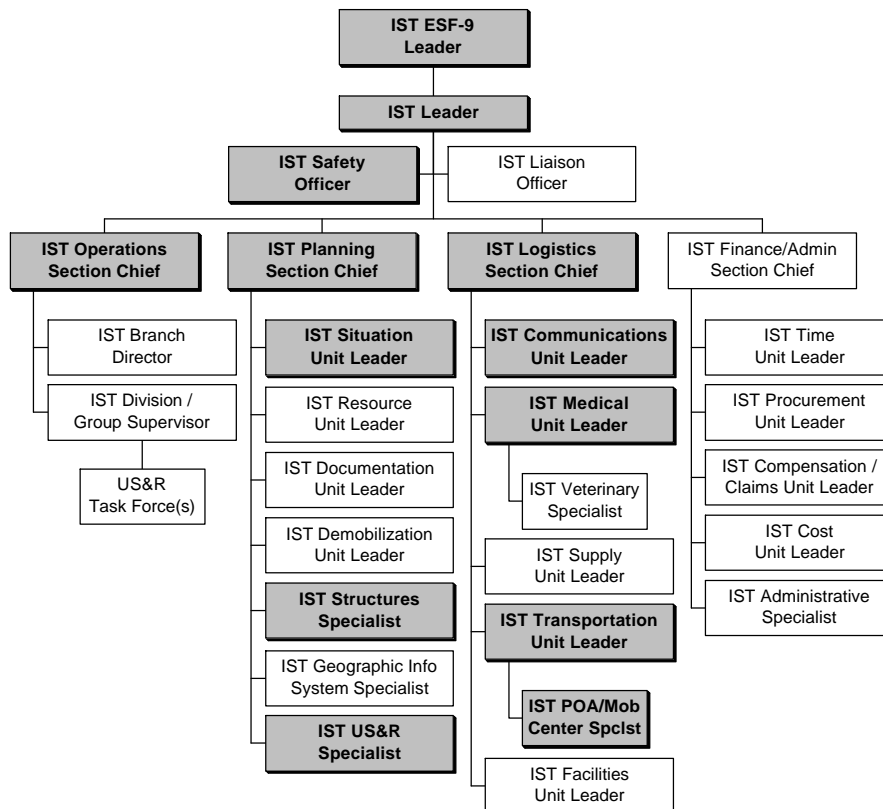 IST ESF-9
Leader
IST Leader
IST Safety
Officer
IST Liaison
Officer
IST Operations
Section Chief
IST Planning
Section Chief
IST Logistics
Section Chief
IST Finance/Admin
Section Chief
IST Branch
Director
IST Division /
Group Supervisor
US&R
Task Force(s)
IST Situation
Unit Leader
IST Resource
Unit Leader
IST Documentation
Unit Leader
IST Demobilization
Unit Leader
IST Structures
Specialist
IST Geographic Info
System Specialist
IST US&R
Specialist
IST Communications
Unit Leader
IST Medical
Unit Leader
IST Veterinary
Specialist
IST Supply
Unit Leader
IST Transportation
Unit Leader
IST POA/Mob
Center Spclst
IST Facilities
Unit Leader
IST Time
Unit Leader
IST Procurement
Unit Leader
IST Compensation /
Claims Unit Leader
IST Cost
Unit Leader
IST Administrative
Specialist